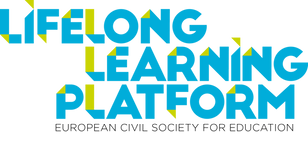 LIFELONG
LEARNING
PLATFORM
EUROPEAN CIVIL SOCIETY FOR EDUCATION